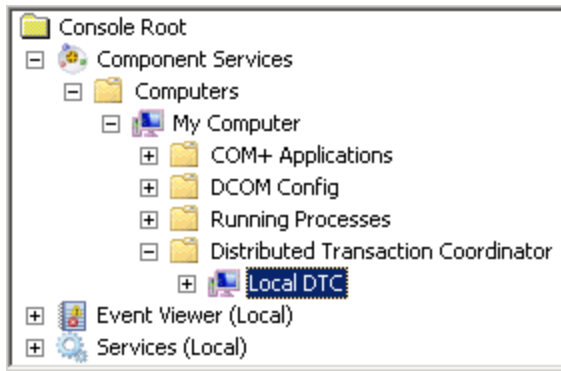 Console Root
Component Services
Computers
My Computer
COM+ Applications
DCOM Config
Running Processes
Distributed Transaction Coordinator
Local DTC
Event Viewer (Local)
Services (Local)